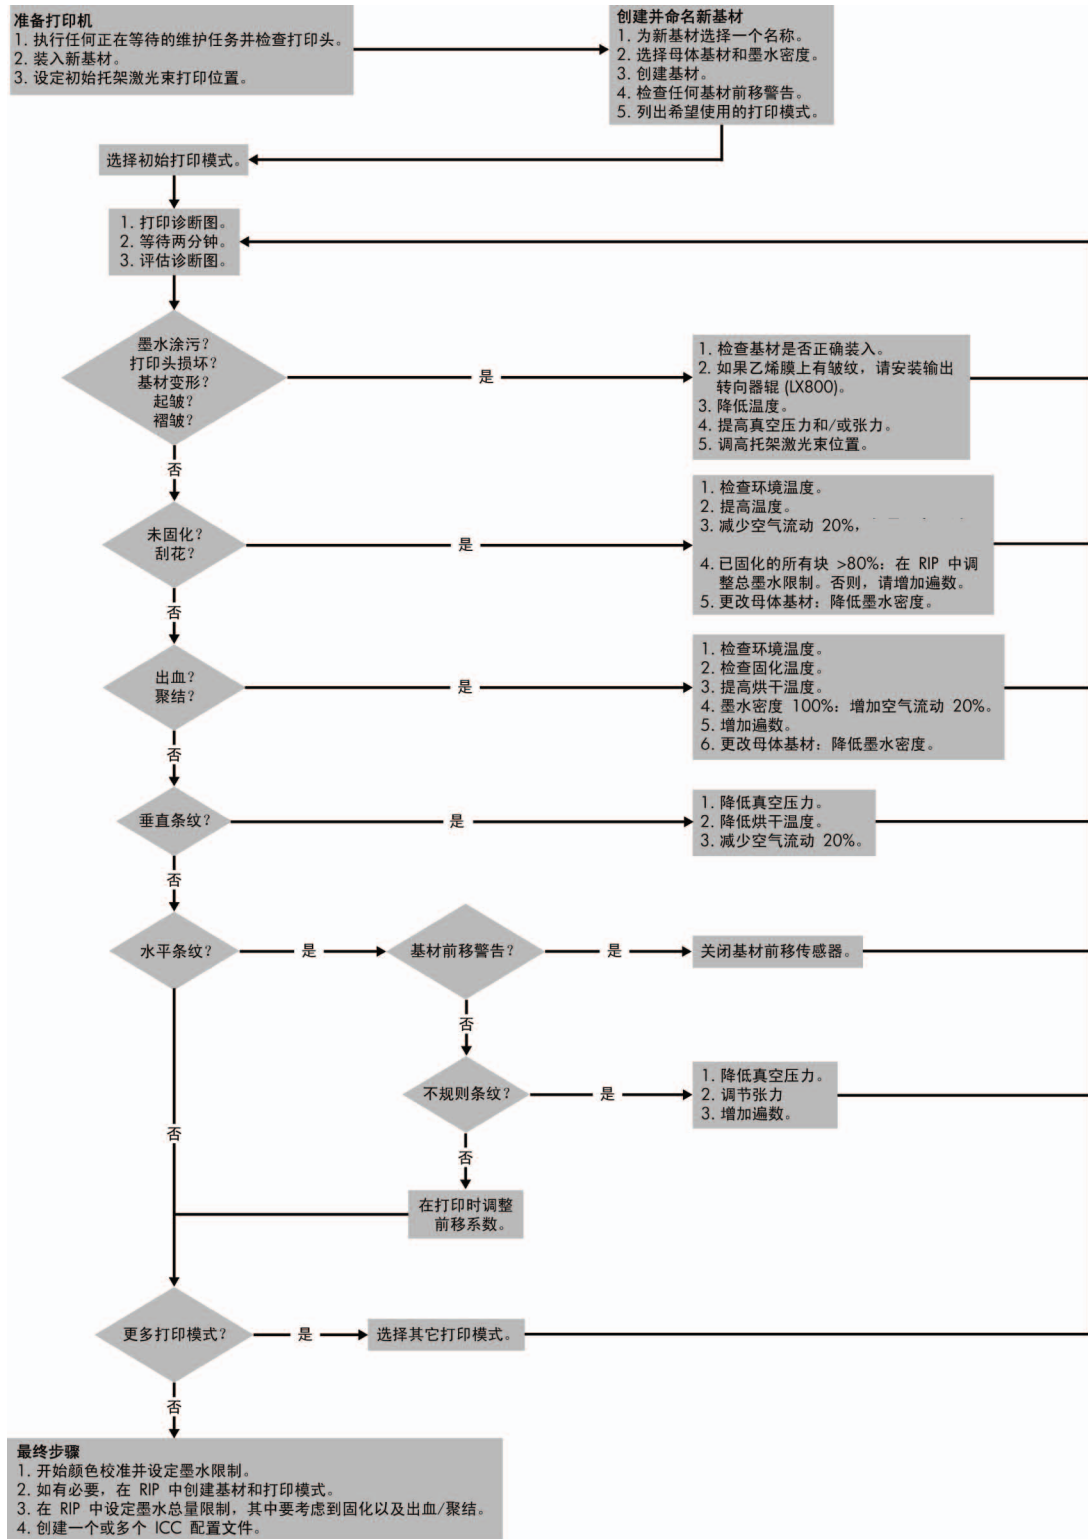 准备打印机
1. 执行任何正在等待的维护任务并检查打印头。
2. 装入新基材。
3. 设定初始托架激光束打印位置。
创建并命名新基材
1. 为新基材选择一个名称。
2. 选择母体基材和墨水密度。
3. 创建基材。
4. 检查任何基材前移警告。
5. 列出希望使用的打印模式。
选择初始打印模式。
1. 打印诊断图。
2. 等待两分钟。
3. 评估诊断图。
墨水涂污?
打印头损坏?
基材变形?
起皱?
褶皱?
是
1. 检查基材是否正确装入。
2. 如果乙烯膜上有皱纹，请安装输出
转向器辊 (LX800)。
3. 降低温度。
4. 提高真空压力和/或张力。
5. 调高托架激光束位置。
否
未固化?
刮花?
是
1. 检查环境温度。
2. 提高温度。
3. 减少空气流动 20%，
4. 已固化的所有块 >80%：在 RIP 中调
整总墨水限制。否则，请增加遍数。
5. 更改母体基材：降低墨水密度。
否
出血?
聚结?
是
1. 检查环境温度。
2. 检查固化温度。
3. 提高烘干温度。
4. 墨水密度 100%：增加空气流动 20%。
5. 增加遍数。
6. 更改母体基材：降低墨水密度。
否
垂直条纹?
是
1. 降低真空压力。
2. 降低烘干温度。
3. 减少空气流动 20%。
否
水平条纹?
是
基材前移警告?
是
关闭基材前移传感器。
否
不规则条纹?
是
1. 降低真空压力。
2. 调节张力
3. 增加遍数。
否
否
在打印时调整
前移系数。
更多打印模式?
是
选择其它打印模式。
否
最终步骤
1. 开始颜色校准并设定墨水限制。
2. 如有必要，在 RIP 中创建基材和打印模式。
3. 在 RIP 中设定墨水总量限制，其中要考虑到固化以及出血/聚结。
4. 创建一个或多个 ICC 配置文件。